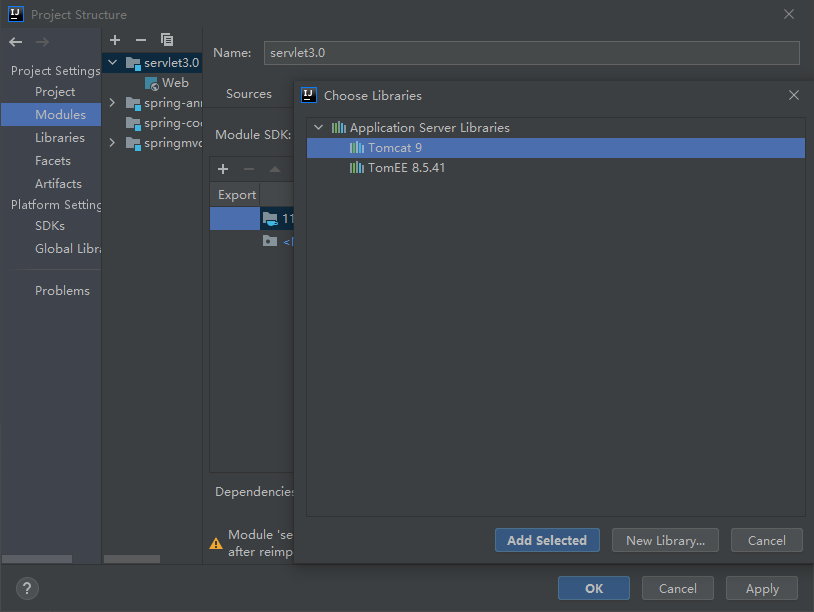 Project Structure
Project Settings
Project
Modules
Libraries
Facets
Artifacts
Platform Setting
SDKs
Global Libra
Problems
servlet3.0
Web
spring-ann
spring-co
springmvc
Name:
servlet3.0
Sources
Module SDK:
Export
11
Dependencies
Module 'se
after reimp
Choose Libraries
Application Server Libraries
Tomcat 9
TomEE 8.5.41
Add Selected
New Library...
Cancel
?
OK
Cancel
Apply